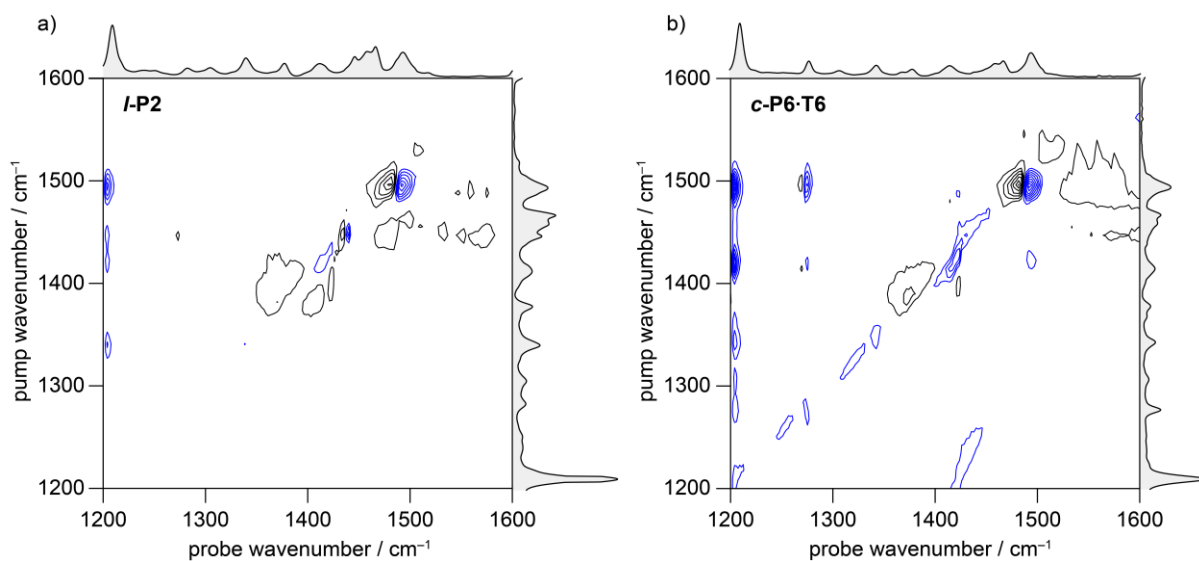 a)
l-P2
1600
1500
1400
1300
1200
pump wavenumber / cm⁻¹
1200 1300 1400 1500 1600
probe wavenumber / cm⁻¹
b)
c-P6·T6
1600
1500
1400
1300
1200
pump wavenumber / cm⁻¹
1200 1300 1400 1500 1600
probe wavenumber / cm⁻¹